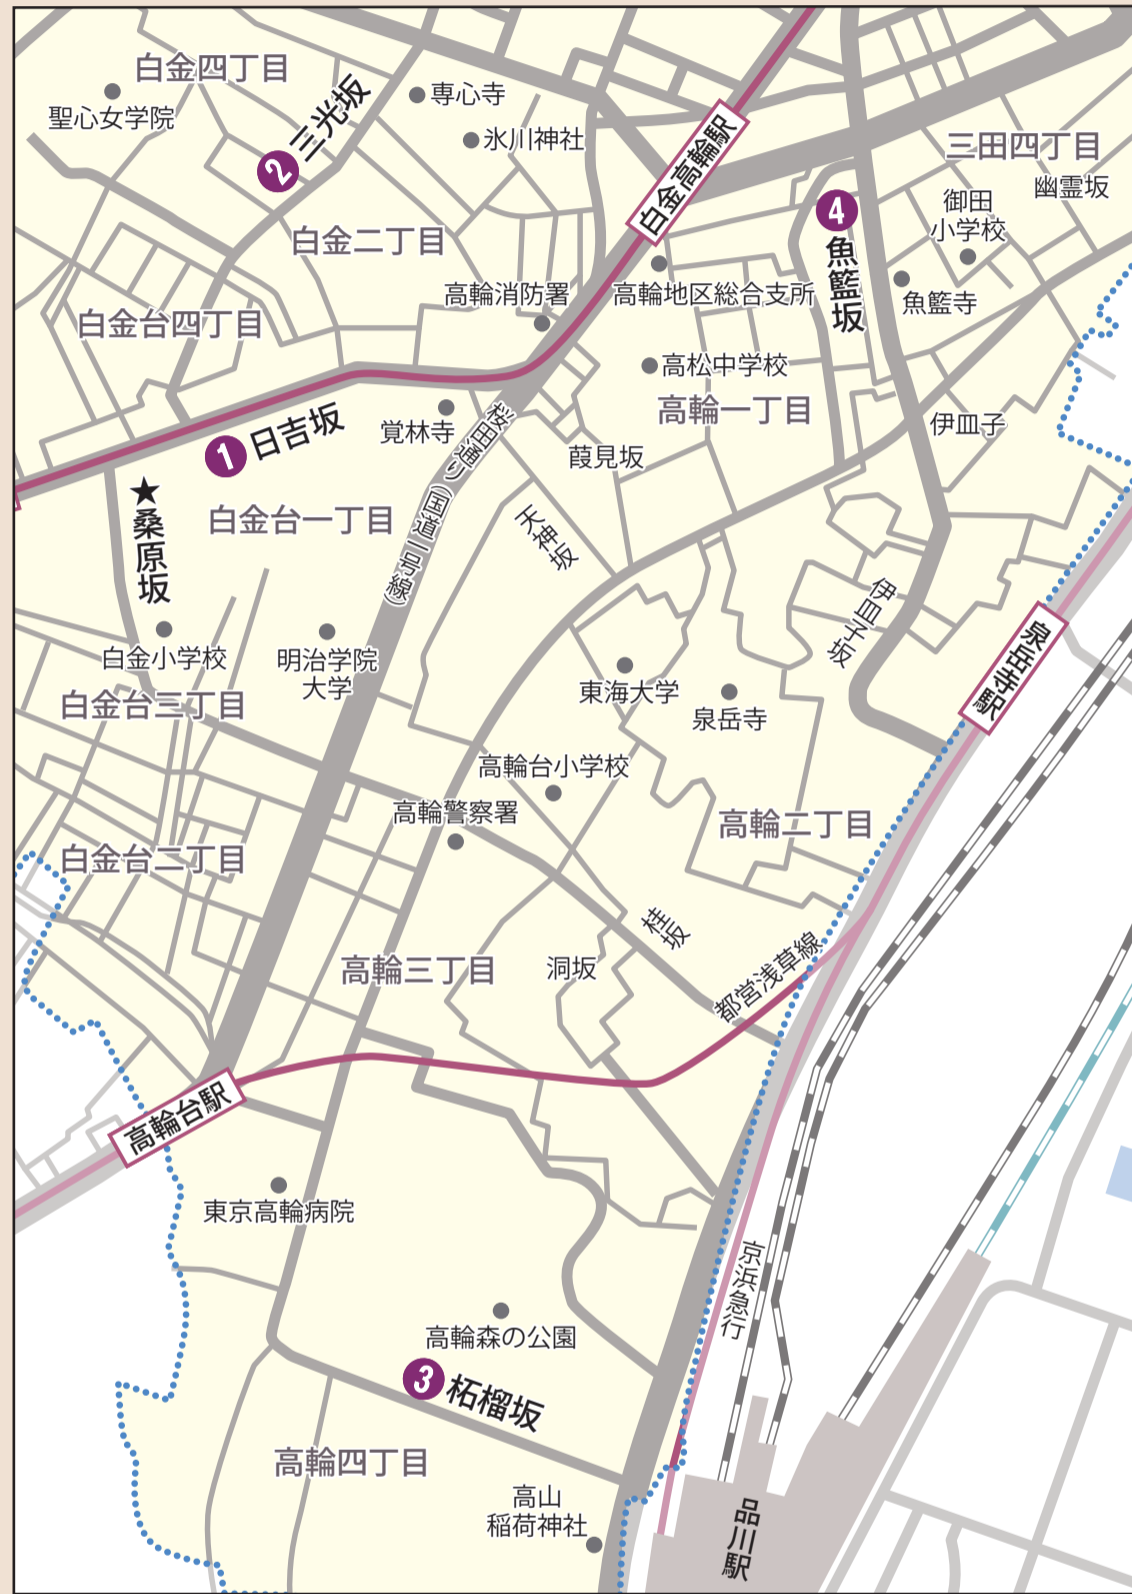 白金四丁目
聖心女学院
2
三光坂
専心寺
氷川神社
白金高輪駅
三田四丁目
幽霊坂
御田
小学校
4
魚籃坂
魚籃寺
白金二丁目
高輪消防署
高輪地区総合支所
白金台四丁目
高松中学校
高輪一丁目
伊皿子
覚林寺
桜田通り(国道一号線)
葭見坂
1
日吉坂
★
桑原坂
白金台一丁目
天神坂
伊皿子坂
泉岳寺駅
白金小学校
明治学院
大学
東海大学
泉岳寺
白金台三丁目
高輪台小学校
高輪警察署
高輪二丁目
白金台二丁目
桂坂
高輪三丁目
洞坂
都営浅草線
高輪台駅
東京高輪病院
京浜急行
高輪森の公園
3
柘榴坂
高輪四丁目
高山
稲荷神社
品川駅